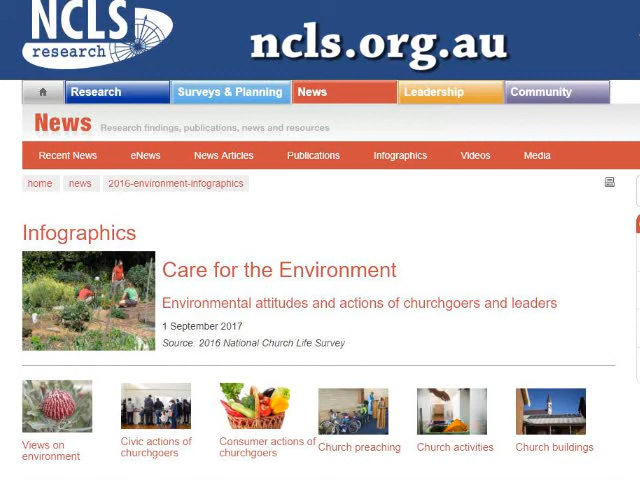 NCLS
research
ncls.org.au
Research
Surveys & Planning
News
Leadership
Community
News
Research findings, publications, news and resources
Recent News
eNews
News Articles
Publications
Infographics
Videos
Media
home
news
2016-environment-infographics
Infographics
Care for the Environment
Environmental attitudes and actions of churchgoers and leaders
1 September 2017
Source: 2016 National Church Life Survey
Views on
environment
Civic actions of
churchgoers
Consumer actions of
churchgoers
Church preaching
Church activities
Church buildings